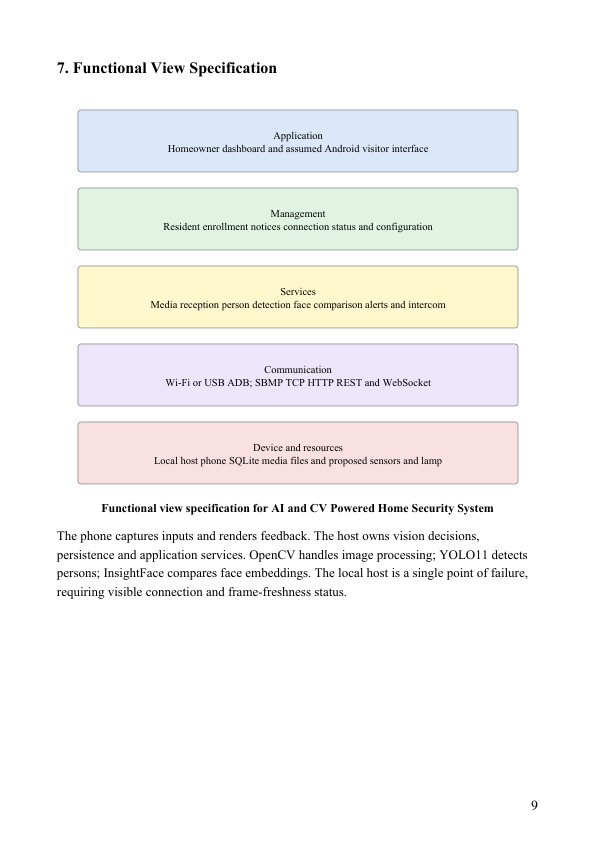 7. Functional View Specification
Application
Homeowner dashboard and assumed Android visitor interface
Management
Resident enrollment notices connection status and configuration
Services
Media reception person detection face comparison alerts and intercom
Communication
Wi-Fi or USB ADB; SBMP TCP HTTP REST and WebSocket
Device and resources
Local host phone SQLite media files and proposed sensors and lamp
Functional view specification for AI and CV Powered Home Security System
The phone captures inputs and renders feedback. The host owns vision decisions,
persistence and application services. OpenCV handles image processing; YOLO11 detects
persons; InsightFace compares face embeddings. The local host is a single point of failure,
requiring visible connection and frame-freshness status.
9